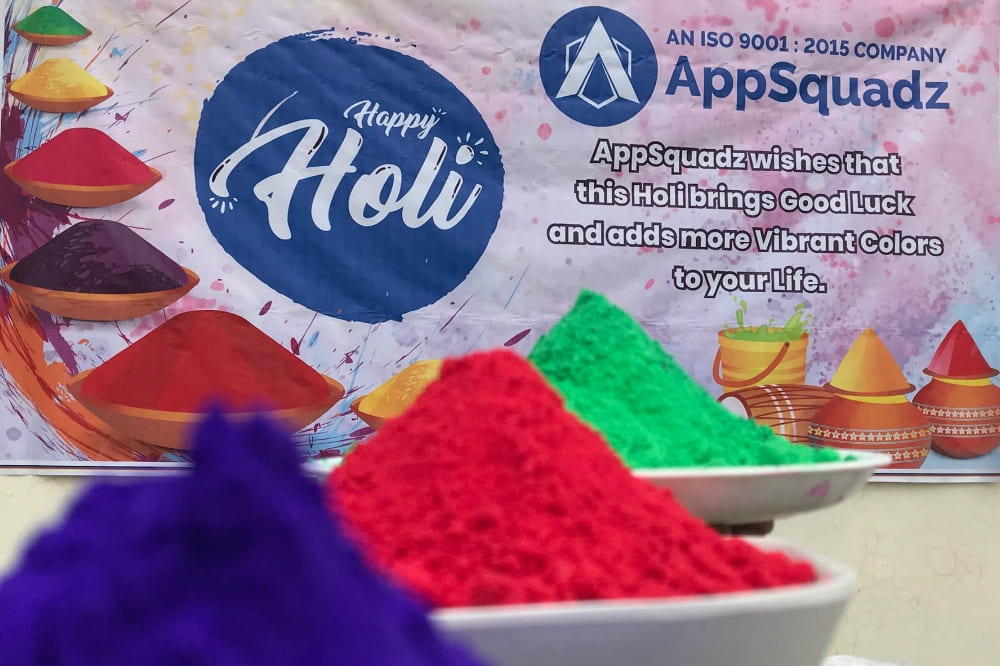 Happy
Holi
AN ISO 9001 : 2015 COMPANY
AppSquadz
AppSquadz wishes that
this Holi brings Good Luck
and adds more Vibrant Colors
to your Life.